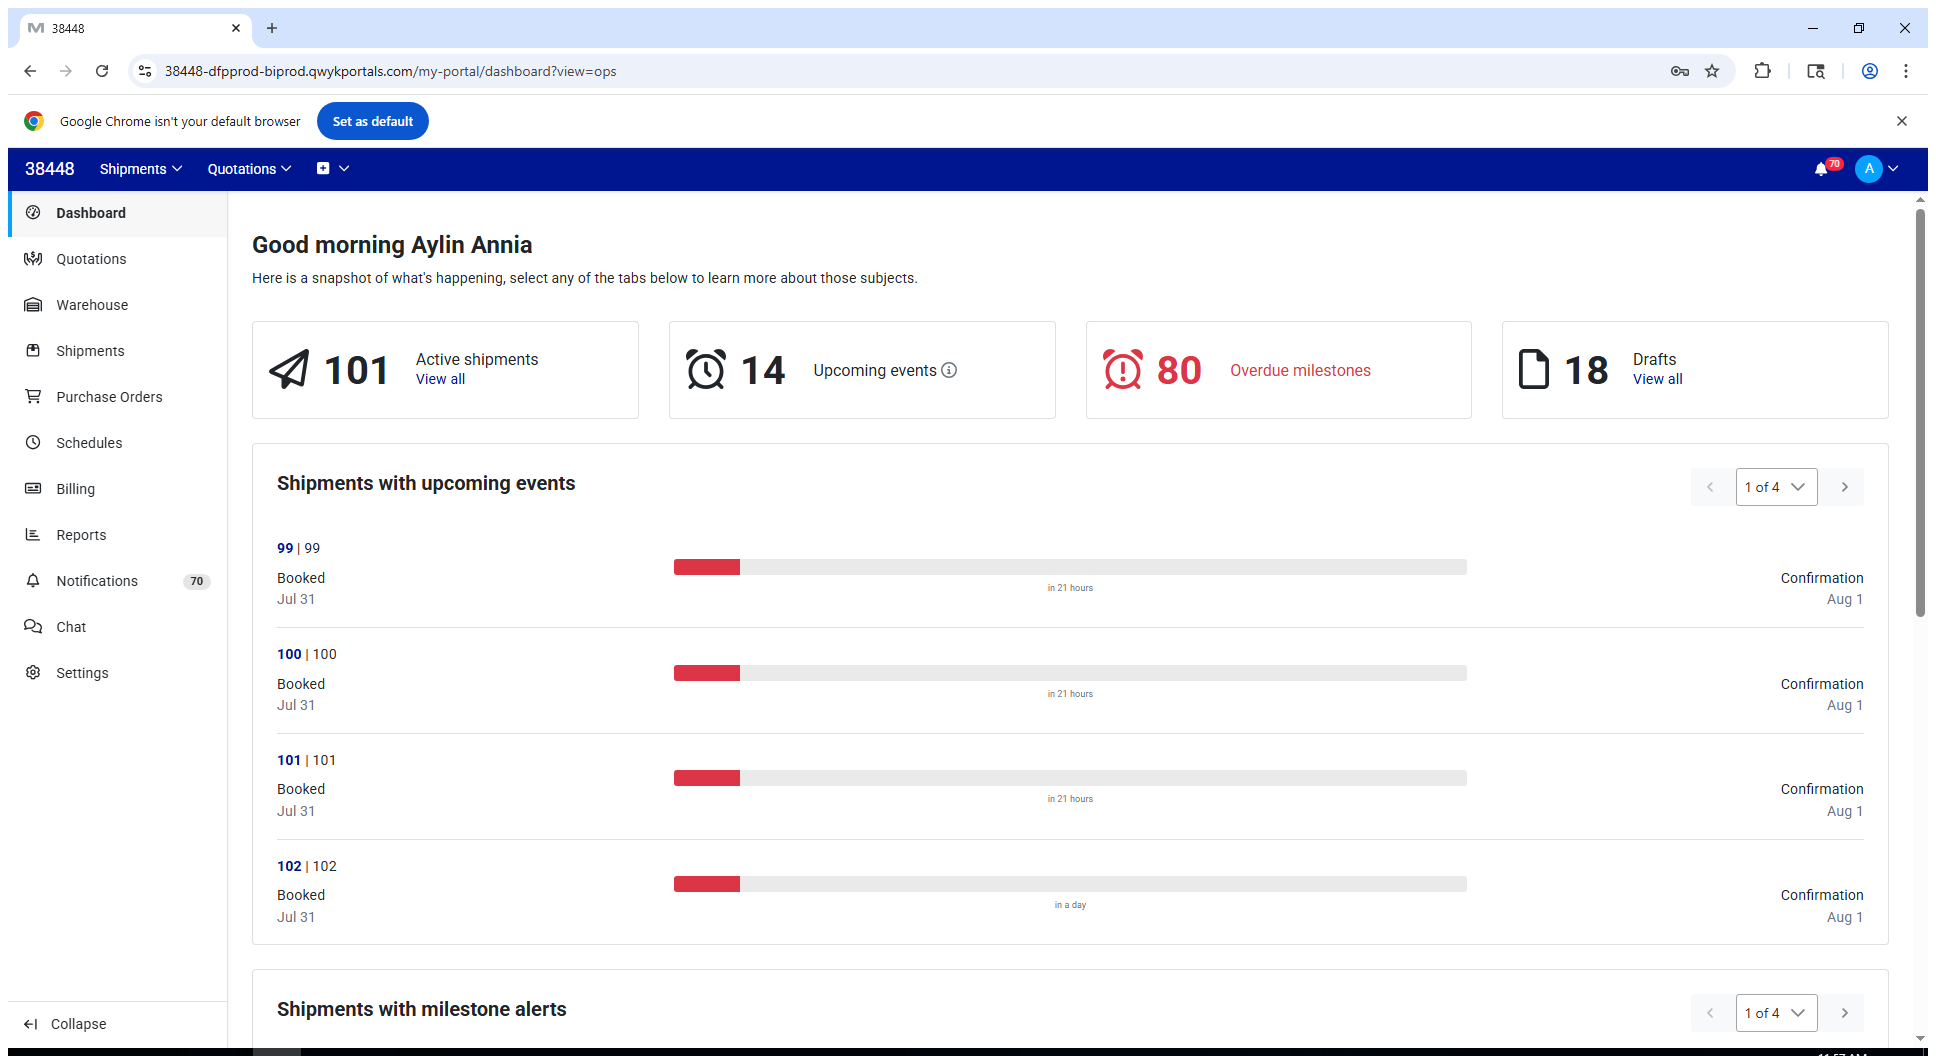 38448
38448-dfpprod-biprod.qwykportals.com/my-portal/dashboard?view=ops
Google Chrome isn't your default browser
Set as default
38448
Shipments
Quotations
70
A
Dashboard
Quotations
Warehouse
Shipments
Purchase Orders
Schedules
Billing
Reports
Notifications
70
Chat
Settings
Collapse
Good morning Aylin Annia
Here is a snapshot of what's happening, select any of the tabs below to learn more about those subjects.
101
Active shipments
View all
14
Upcoming events
80
Overdue milestones
18
Drafts
View all
Shipments with upcoming events
1 of 4
99 | 99
Booked
Jul 31
in 21 hours
Confirmation
Aug 1
100 | 100
Booked
Jul 31
in 21 hours
Confirmation
Aug 1
101 | 101
Booked
Jul 31
in 21 hours
Confirmation
Aug 1
102 | 102
Booked
Jul 31
in a day
Confirmation
Aug 1
Shipments with milestone alerts
1 of 4